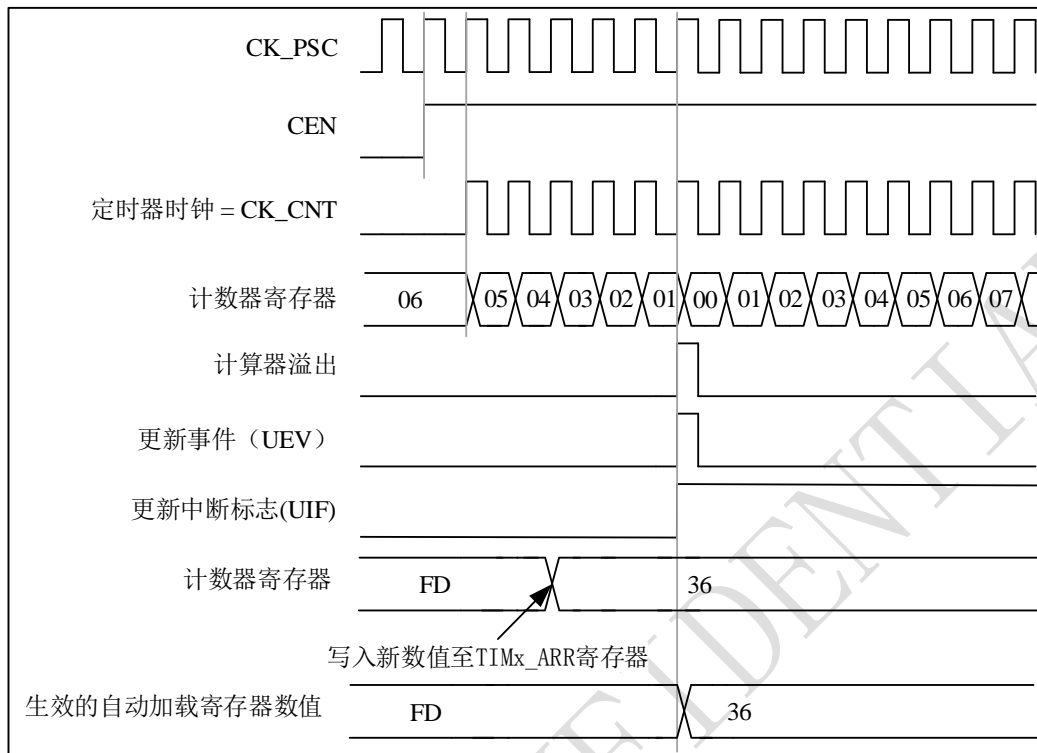 CK_PSC
CEN
定时器时钟 = CK_CNT
计数器寄存器 06 05 04 03 02 01 00 01 02 03 04 05 06 07
计算器溢出
更新事件（UEV）
更新中断标志(UIF)
计数器寄存器 FD 36
写入新数值至TIMx_ARR寄存器
生效的自动加载寄存器数值 FD 36